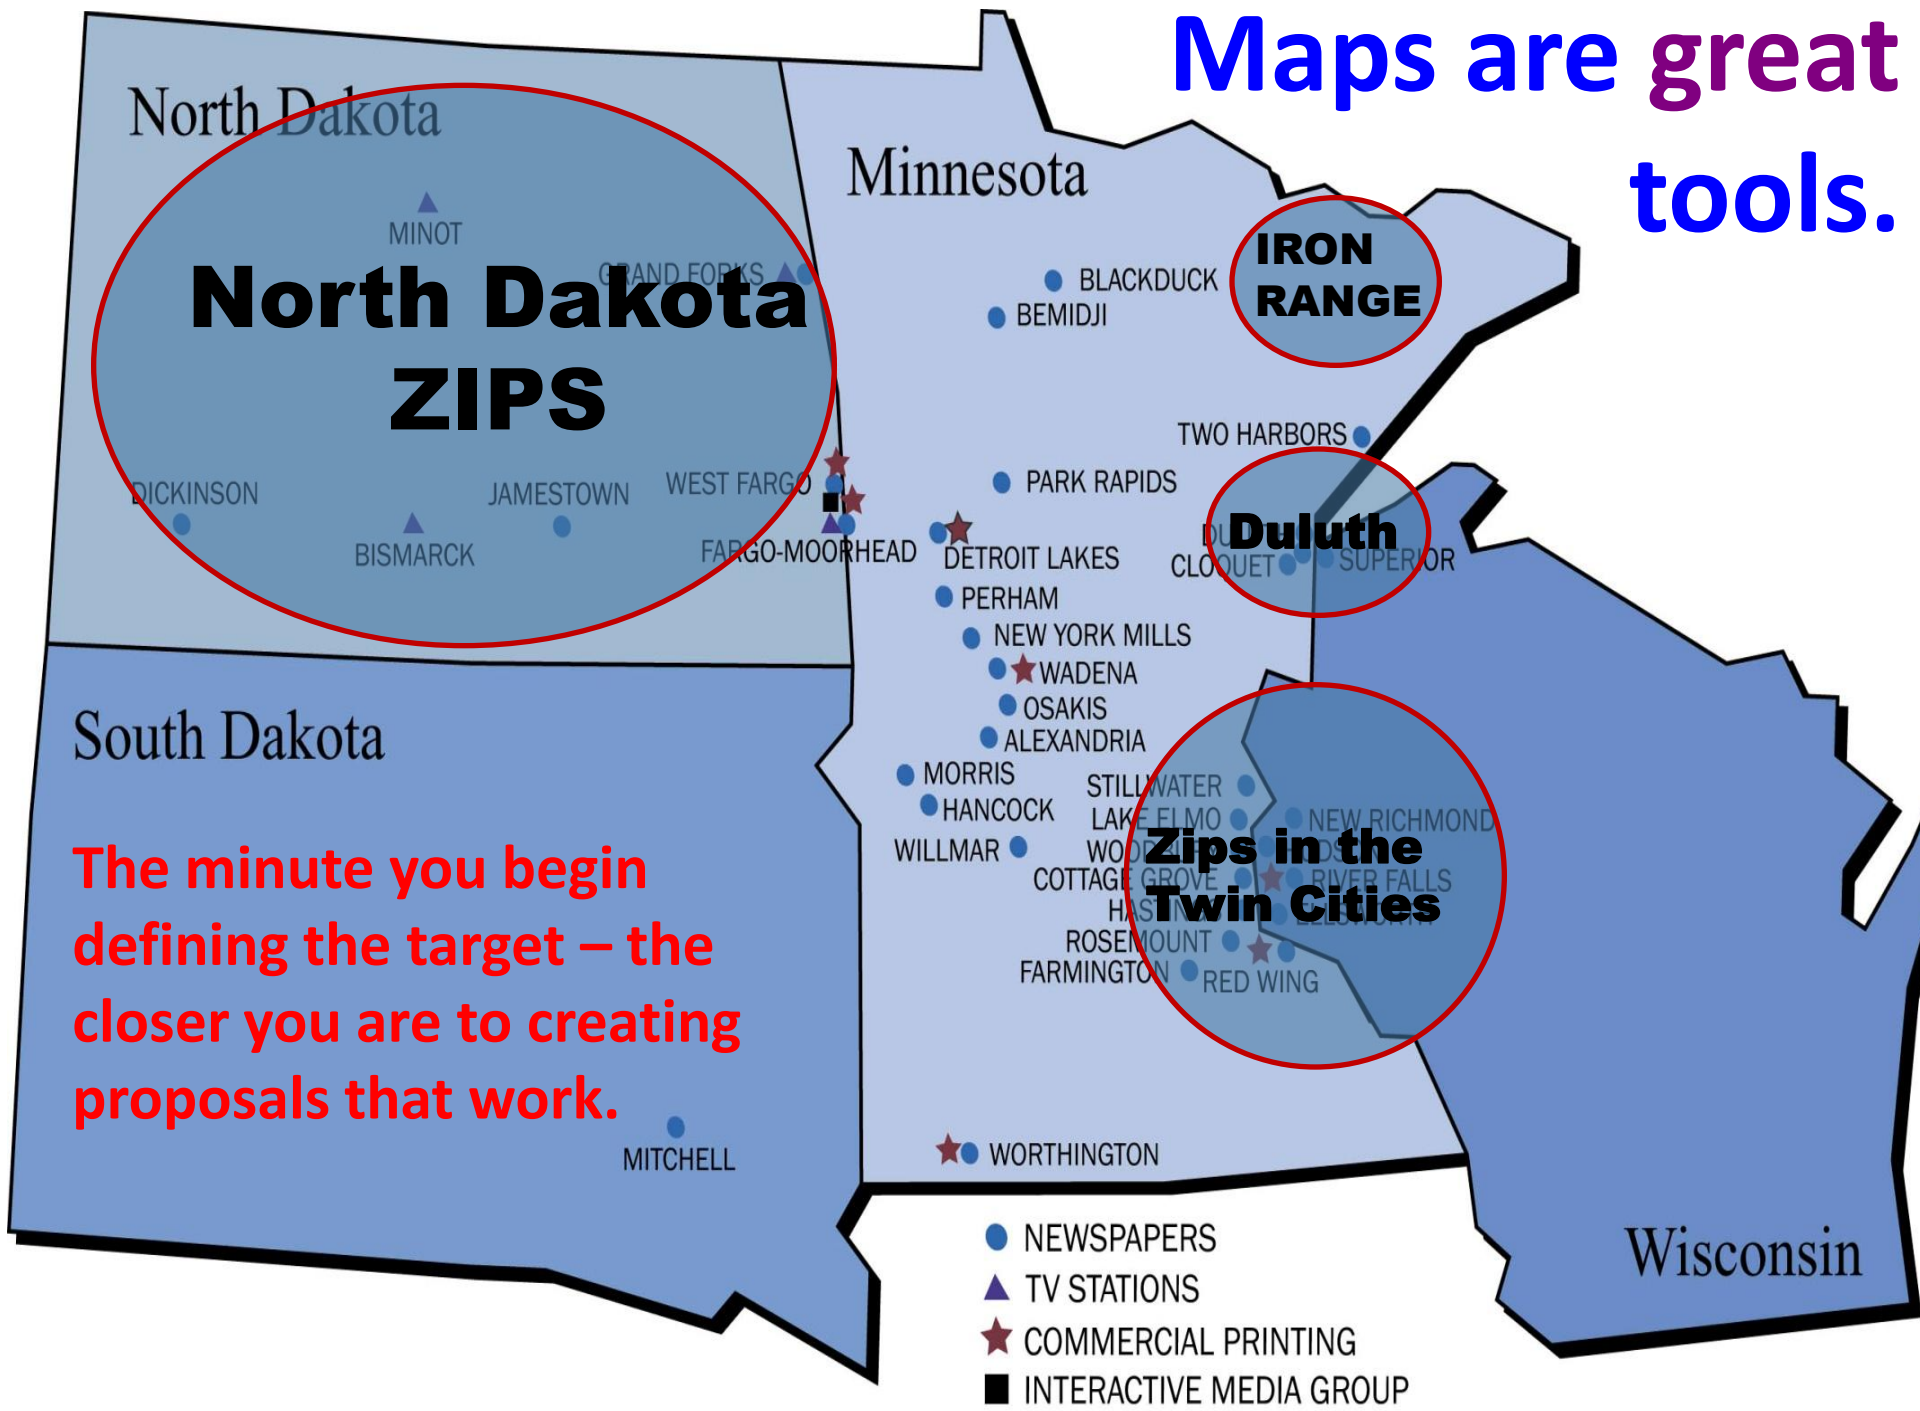 Maps are great
tools.
North Dakota
Minnesota
MINOT
GRAND FORKS
North Dakota
ZIPS
IRON
RANGE
BLACKDUCK
BEMIDJI
TWO HARBORS
DICKINSON
JAMESTOWN
WEST FARGO
PARK RAPIDS
BISMARCK
FARGO-MOORHEAD
DETROIT LAKES
Duluth
CLOQUET
SUPERIOR
PERHAM
NEW YORK MILLS
WADENA
OSAKIS
ALEXANDRIA
South Dakota
MORRIS
HANCOCK
WILLMAR
STILLWATER
LAKE ELMO
NEW RICHMOND
Zips in the
Twin Cities
COTTAGE GROVE
RIVER FALLS
ROSEMOUNT
FARMINGTON
RED WING
The minute you begin
defining the target – the
closer you are to creating
proposals that work.
MITCHELL
WORTHINGTON
Wisconsin
NEWSPAPERS
TV STATIONS
COMMERCIAL PRINTING
INTERACTIVE MEDIA GROUP